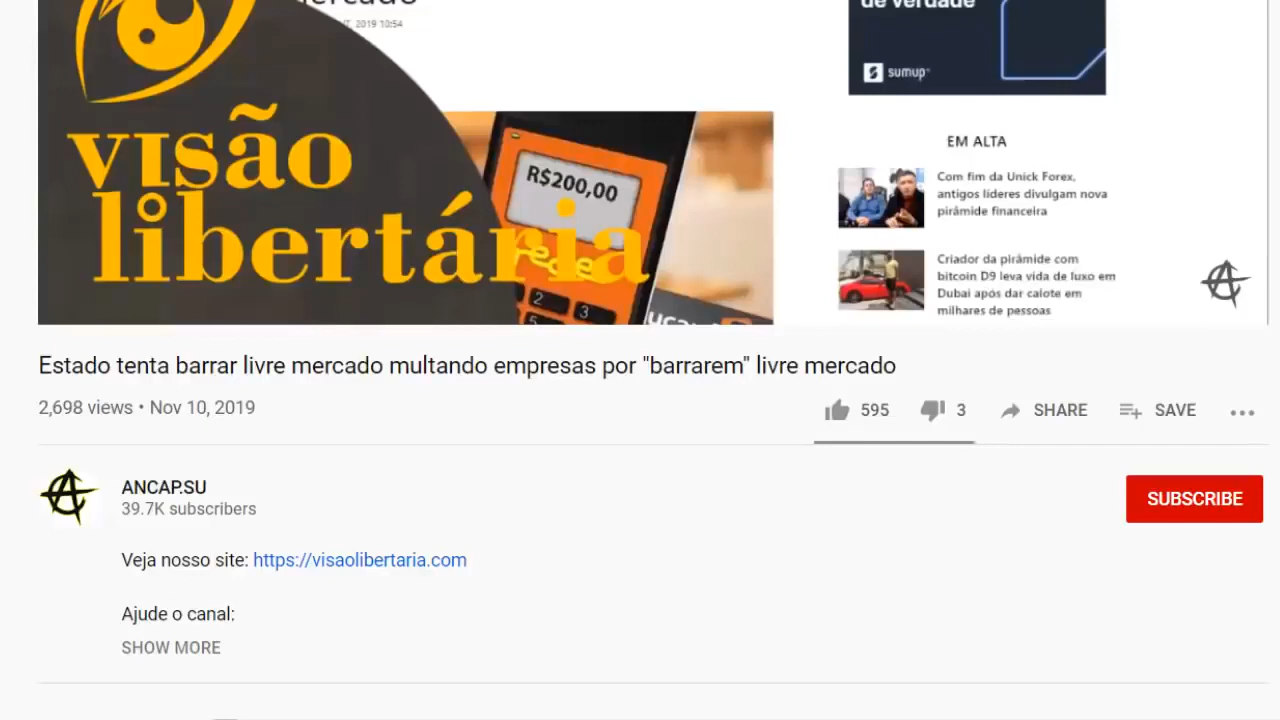 de verdade
, 2019 10:54
sumup
visão
libertária
R$200,00
rede
2
3
5
EM ALTA
Com fim da Unick Forex,
antigos líderes divulgam nova
pirâmide financeira
Criador da pirâmide com
bitcoin D9 leva vida de luxo em
Dubai após dar calote em
milhares de pessoas
Estado tenta barrar livre mercado multando empresas por "barrarem" livre mercado
2,698 views • Nov 10, 2019
595
3
SHARE
SAVE
ANCAP.SU
39.7K subscribers
SUBSCRIBE
Veja nosso site: https://visaolibertaria.com
Ajude o canal:
SHOW MORE